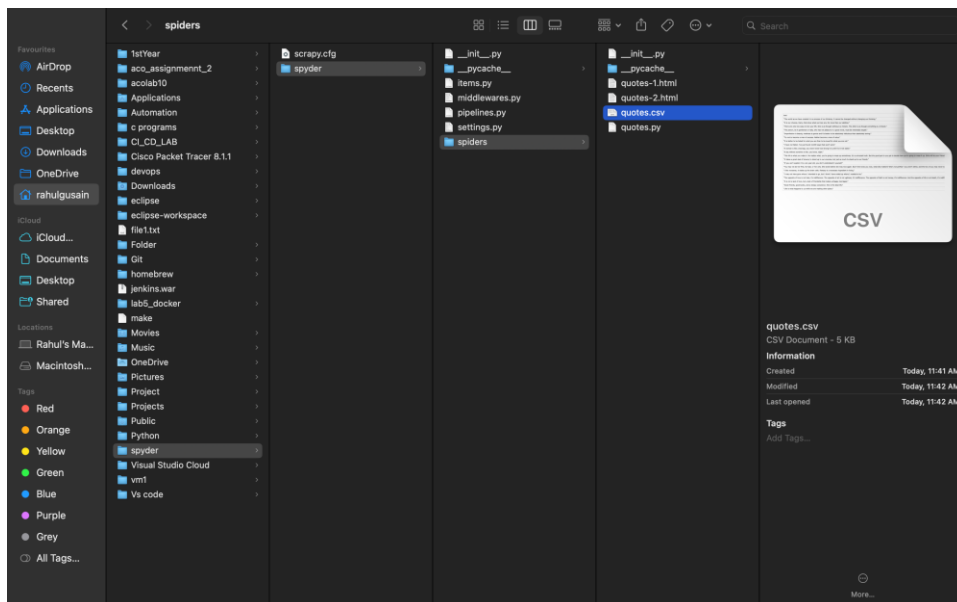 spiders
Search
Favourites
AirDrop
Recents
Applications
Desktop
Downloads
OneDrive
rahulgusain
iCloud
iCloud...
Documents
Desktop
Shared
Locations
Rahul's Ma...
Macintosh...
Tags
Red
Orange
Yellow
Green
Blue
Purple
Grey
All Tags...
1stYear
aco_assignmennt_2
acolab10
Applications
Automation
c programs
CI_CD_LAB
Cisco Packet Tracer 8.1.1
devops
Downloads
eclipse
eclipse-workspace
file1.txt
Folder
Git
homebrew
jenkins.war
lab5_docker
make
Movies
Music
OneDrive
Pictures
Project
Projects
Public
Python
spyder
Visual Studio Cloud
vm1
Vs code
scrapy.cfg
spyder
__init__.py
__pycache__
items.py
middlewares.py
pipelines.py
settings.py
spiders
__init__.py
__pycache__
quotes-1.html
quotes-2.html
quotes.csv
quotes.py
CSV
quotes.csv
CSV Document - 5 KB
Information
Created Today, 11:41 AM
Modified Today, 11:42 AM
Last opened Today, 11:42 AM
Tags
Add Tags...
More...